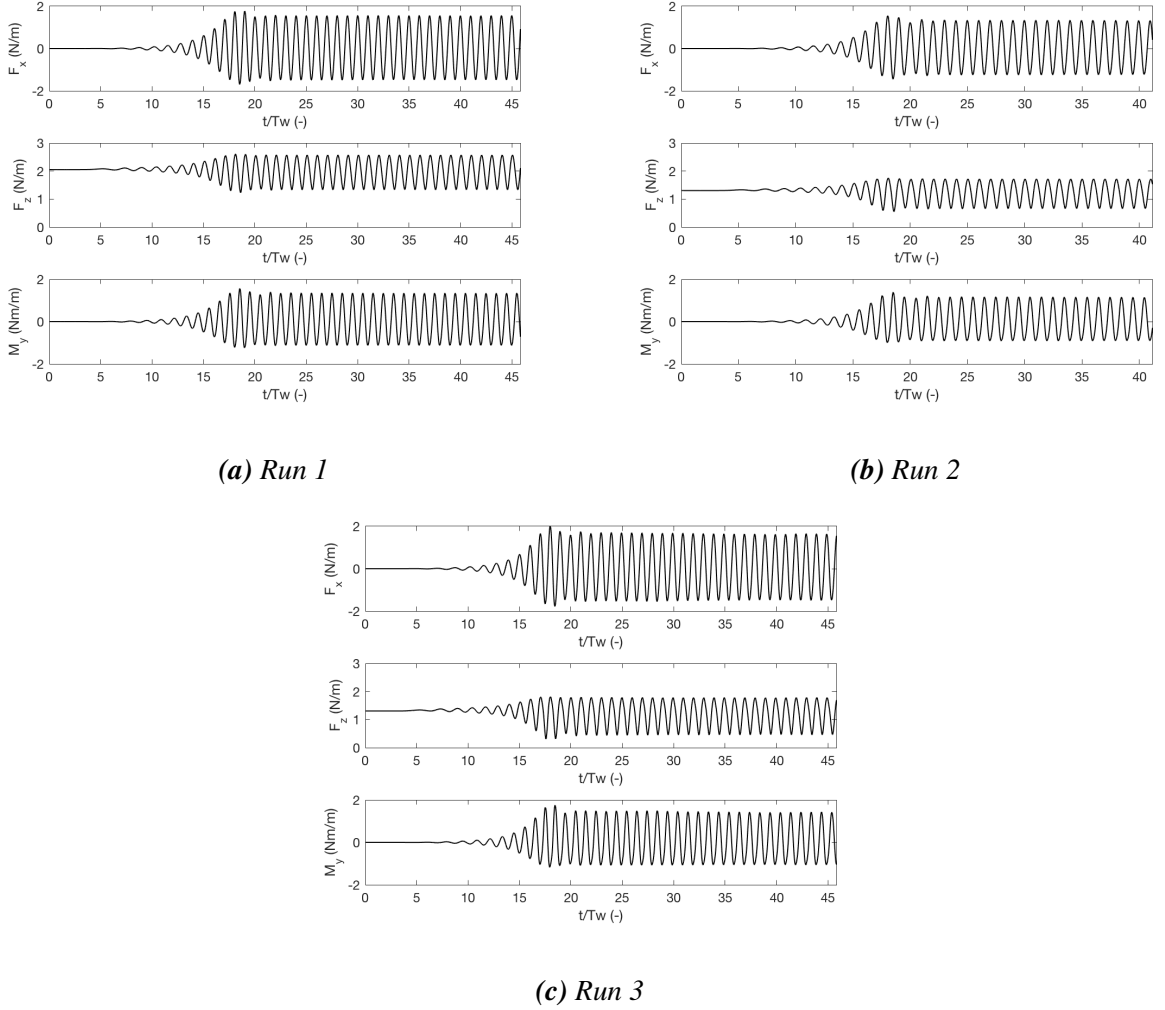 2
0
-2
F_x (N/m)
0 5 10 15 20 25 30 35 40 45
t/Tw (-)
3
2
1
0
F_z (N/m)
0 5 10 15 20 25 30 35 40 45
t/Tw (-)
2
0
-2
M_y (Nm/m)
0 5 10 15 20 25 30 35 40 45
t/Tw (-)
(a) Run 1
2
0
-2
F_x (N/m)
0 5 10 15 20 25 30 35 40
t/Tw (-)
3
2
1
0
F_z (N/m)
0 5 10 15 20 25 30 35 40
t/Tw (-)
2
0
-2
M_y (Nm/m)
0 5 10 15 20 25 30 35 40
t/Tw (-)
(b) Run 2
2
0
-2
F_x (N/m)
0 5 10 15 20 25 30 35 40 45
t/Tw (-)
3
2
1
0
F_z (N/m)
0 5 10 15 20 25 30 35 40 45
t/Tw (-)
2
0
-2
M_y (Nm/m)
0 5 10 15 20 25 30 35 40 45
t/Tw (-)
(c) Run 3